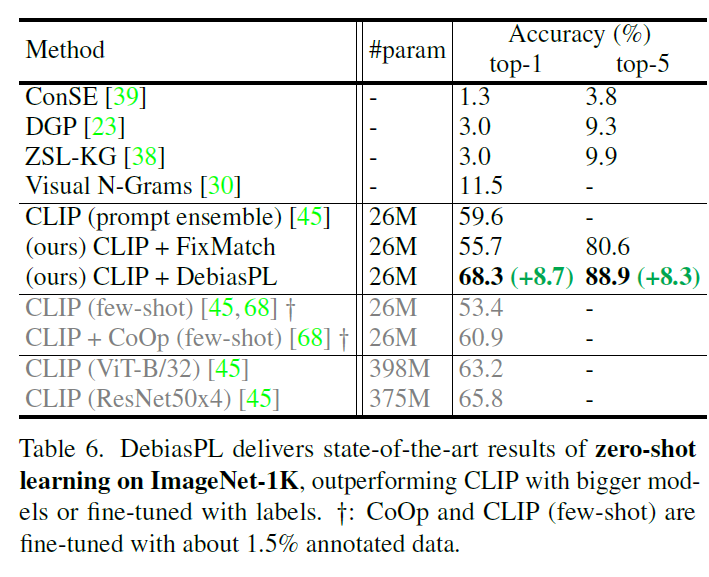 Method #param Accuracy (%)
top-1 top-5
ConSE [39] - 1.3 3.8
DGP [23] - 3.0 9.3
ZSL-KG [38] - 3.0 9.9
Visual N-Grams [30] - 11.5 -
CLIP (prompt ensemble) [45] 26M 59.6 -
(ours) CLIP + FixMatch 26M 55.7 80.6
(ours) CLIP + DebiasPL 26M 68.3 (+8.7) 88.9 (+8.3)
CLIP (few-shot) [45,68] † 26M 53.4 -
CLIP + CoOp (few-shot) [68] † 26M 60.9 -
CLIP (ViT-B/32) [45] 398M 63.2 -
CLIP (ResNet50x4) [45] 375M 65.8 -
Table 6. DebiasPL delivers state-of-the-art results of zero-shot
learning on ImageNet-1K, outperforming CLIP with bigger mod-
els or fine-tuned with labels. †: CoOp and CLIP (few-shot) are
fine-tuned with about 1.5% annotated data.